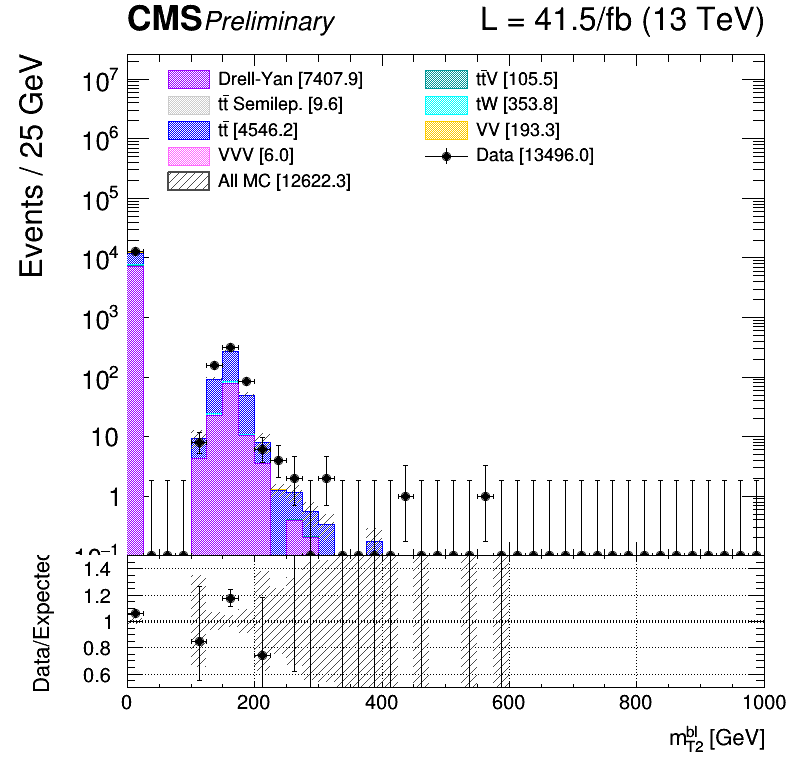 CMS Preliminary L = 41.5/fb (13 TeV)
Events / 25 GeV
10⁷
10⁶
10⁵
10⁴
10³
10²
10
1
10⁻¹
Drell-Yan [7407.9]
tt̄ Semilep. [9.6]
tt̄ [4546.2]
VVV [6.0]
All MC [12622.3]
tt̄V [105.5]
tW [353.8]
VV [193.3]
Data [13496.0]
Data/Expected
1.4
1.2
1
0.8
0.6
0 200 400 600 800 1000
m^{bl}_{T2} [GeV]